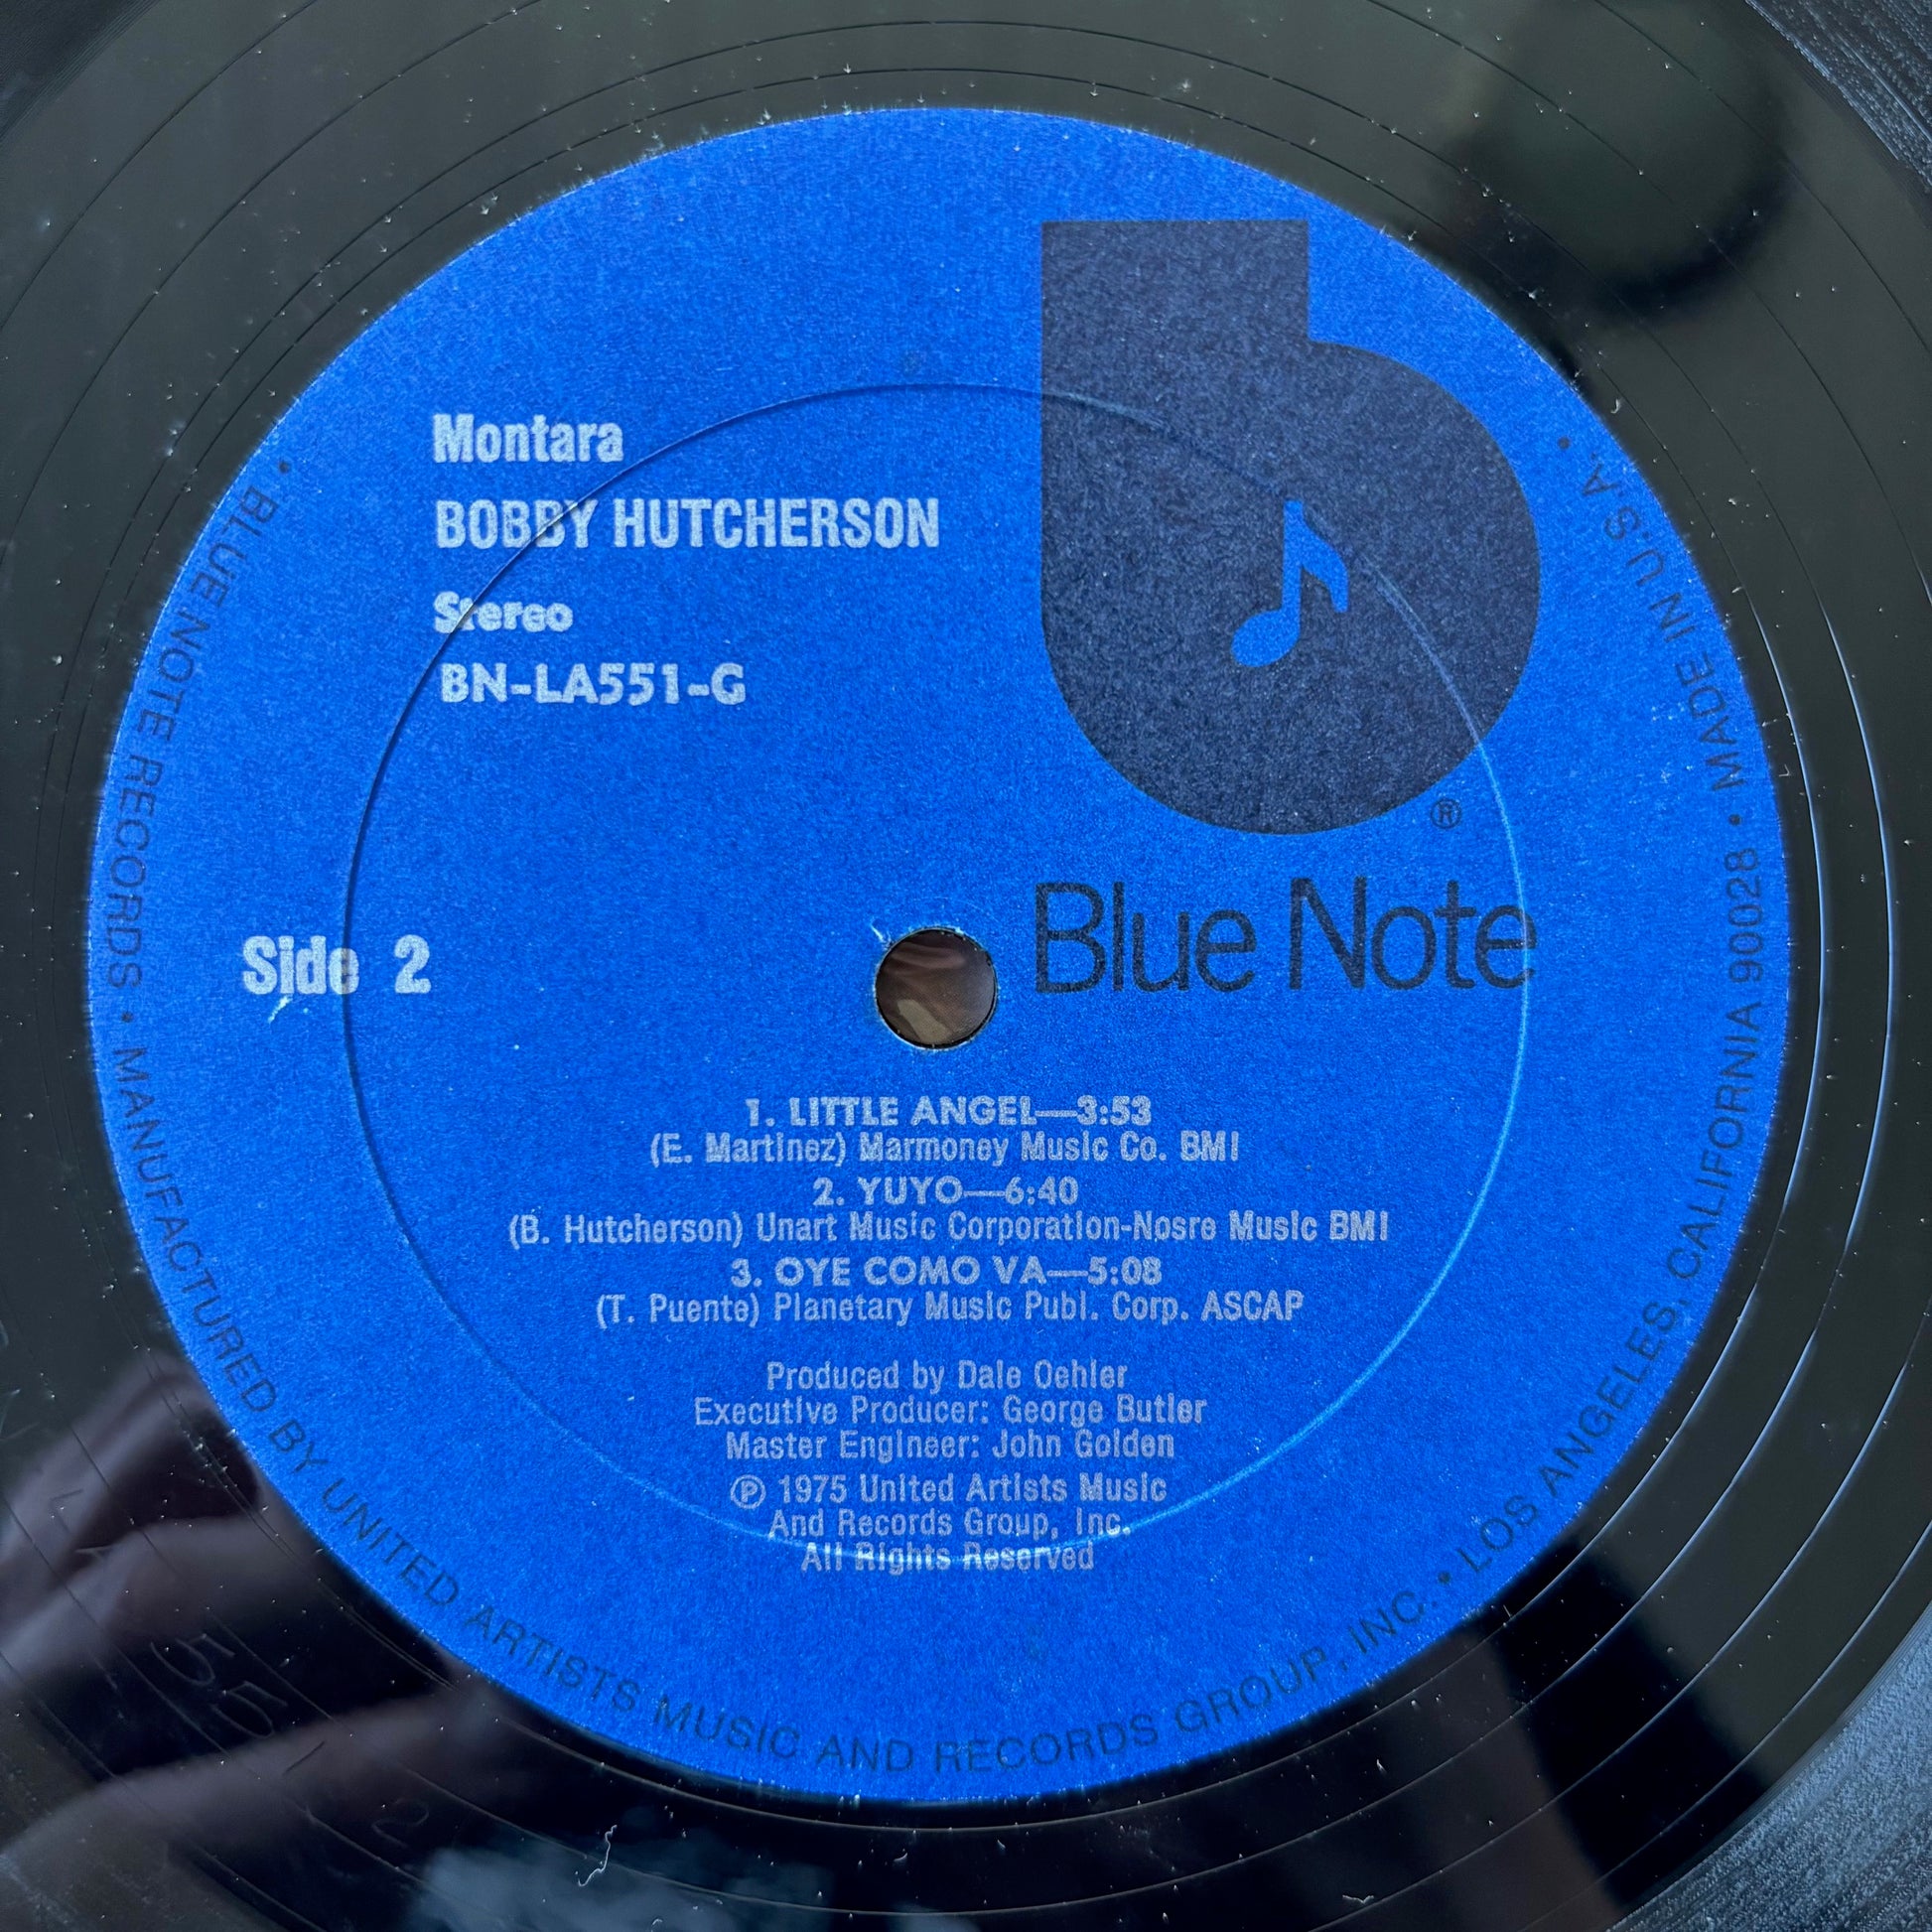 Montara
BOBBY HUTCHERSON
Stereo
BN-LA551-G
®
Blue Note
Side 2
1. LITTLE ANGEL—3:53
(E. Martinez) Marmoney Music Co. BMI
2. YUYO—6:40
(B. Hutcherson) Unart Music Corporation-Nosre Music BMI
3. OYE COMO VA—5:08
(T. Puente) Planetary Music Publ. Corp. ASCAP
Produced by Dale Oehler
Executive Producer: George Butler
Master Engineer: John Golden
℗ 1975 United Artists Music
And Records Group, Inc.
All Rights Reserved
• BLUE NOTE RECORDS • MANUFACTURED BY UNITED ARTISTS MUSIC AND RECORDS GROUP, INC. • LOS ANGELES, CALIFORNIA 90028 • MADE IN U.S.A. •